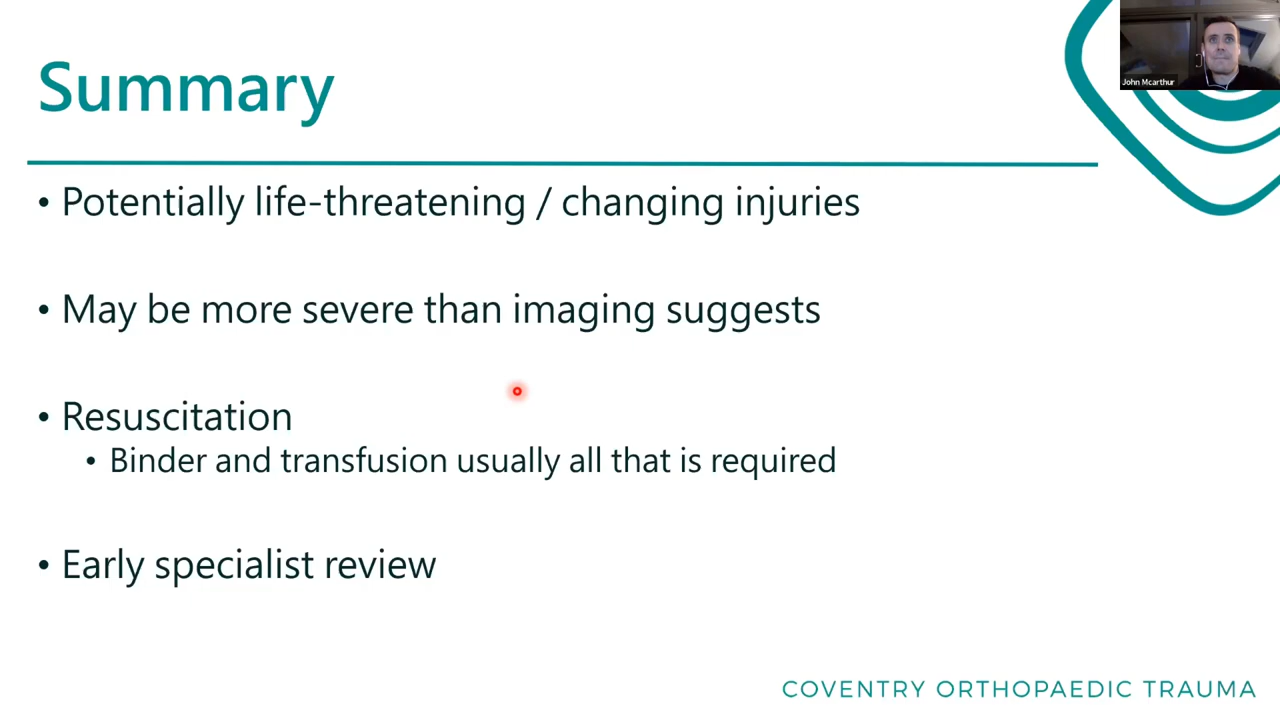 John Mcarthur
Summary
• Potentially life-threatening / changing injuries
• May be more severe than imaging suggests
• Resuscitation
• Binder and transfusion usually all that is required
• Early specialist review
COVENTRY ORTHOPAEDIC TRAUMA